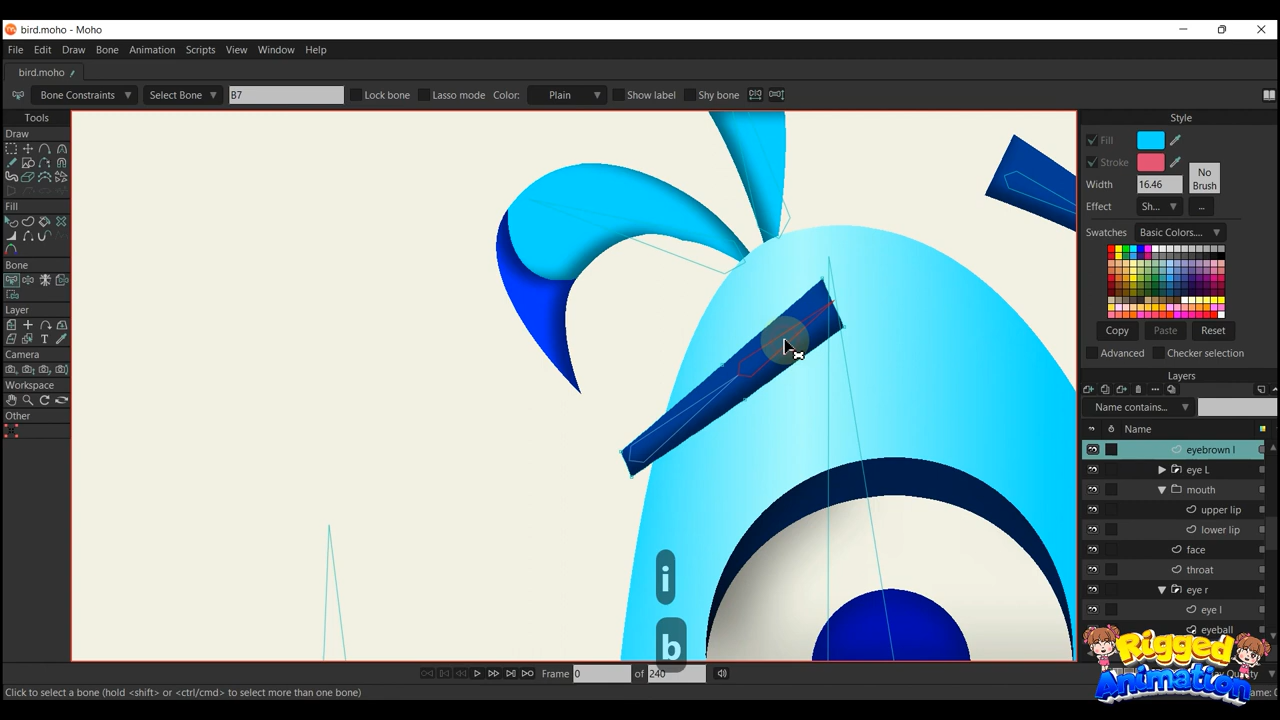 bird.moho - Moho
File Edit Draw Bone Animation Scripts View Window Help
bird.moho
Bone Constraints Select Bone B7 Lock bone Lasso mode Color: Plain Show label Shy bone
Tools
Draw
Fill
Bone
Layer
Camera
Workspace
Other
Style
Fill
Stroke
Width 16.46
No Brush
Effect Sh... ...
Swatches Basic Colors....
Copy Paste Reset
Advanced Checker selection
Layers
Name contains...
Name
eyebrown l
eye L
mouth
upper lip
lower lip
face
throat
eye r
eye l
eyeball
i
b
Frame 0 of 240
Click to select a bone (hold <shift> or <ctrl/cmd> to select more than one bone)
Rigged
Animation